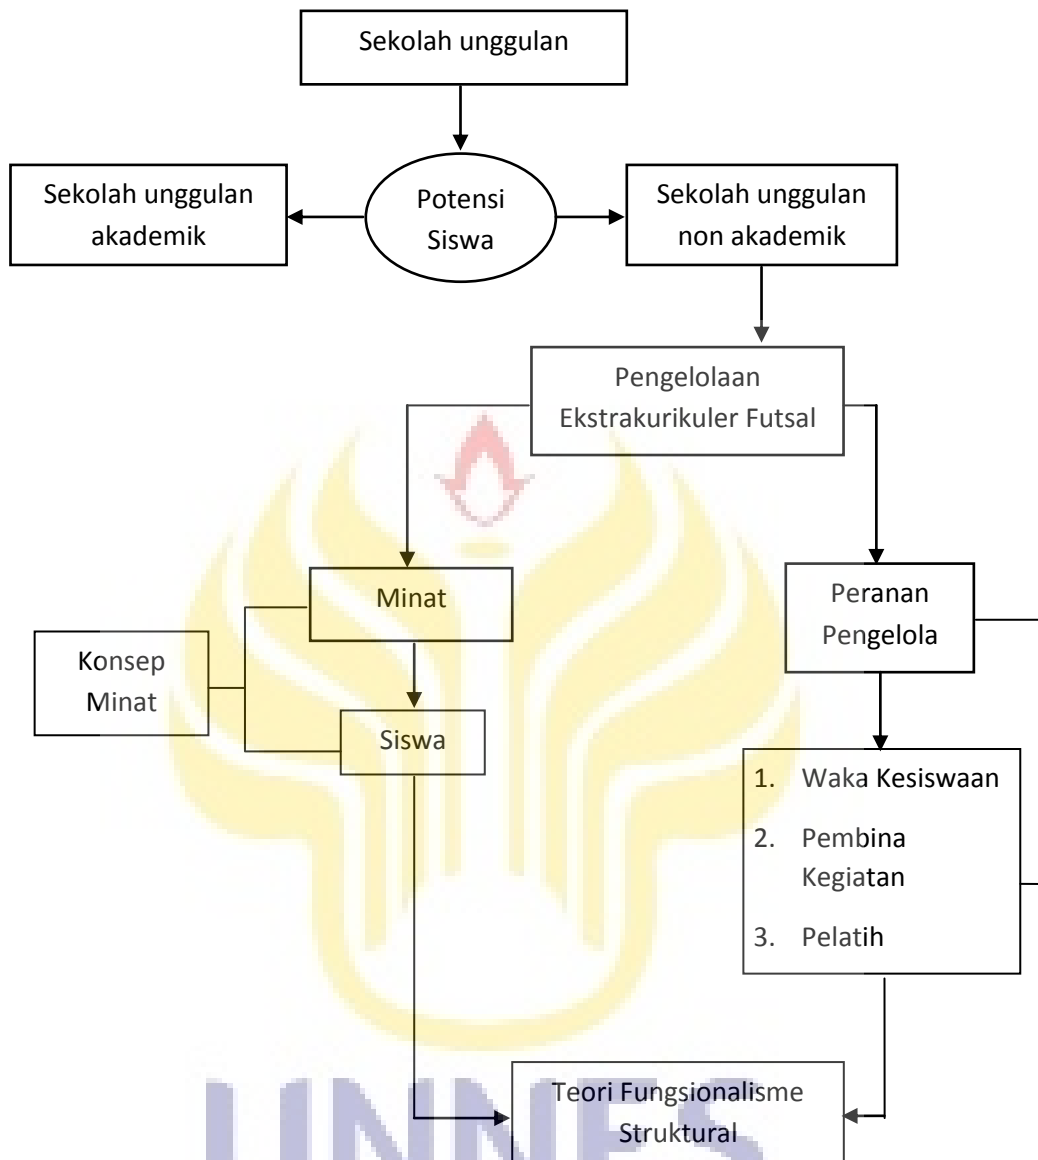 Sekolah unggulan
Sekolah unggulan
akademik
Potensi
Siswa
Sekolah unggulan
non akademik
Pengelolaan
Ekstrakurikuler Futsal
Minat
Peranan
Pengelola
Konsep
Minat
Siswa
1. Waka Kesiswaan
2. Pembina
Kegiatan
3. Pelatih
Teori Fungsionalisme
Struktural
UNNES